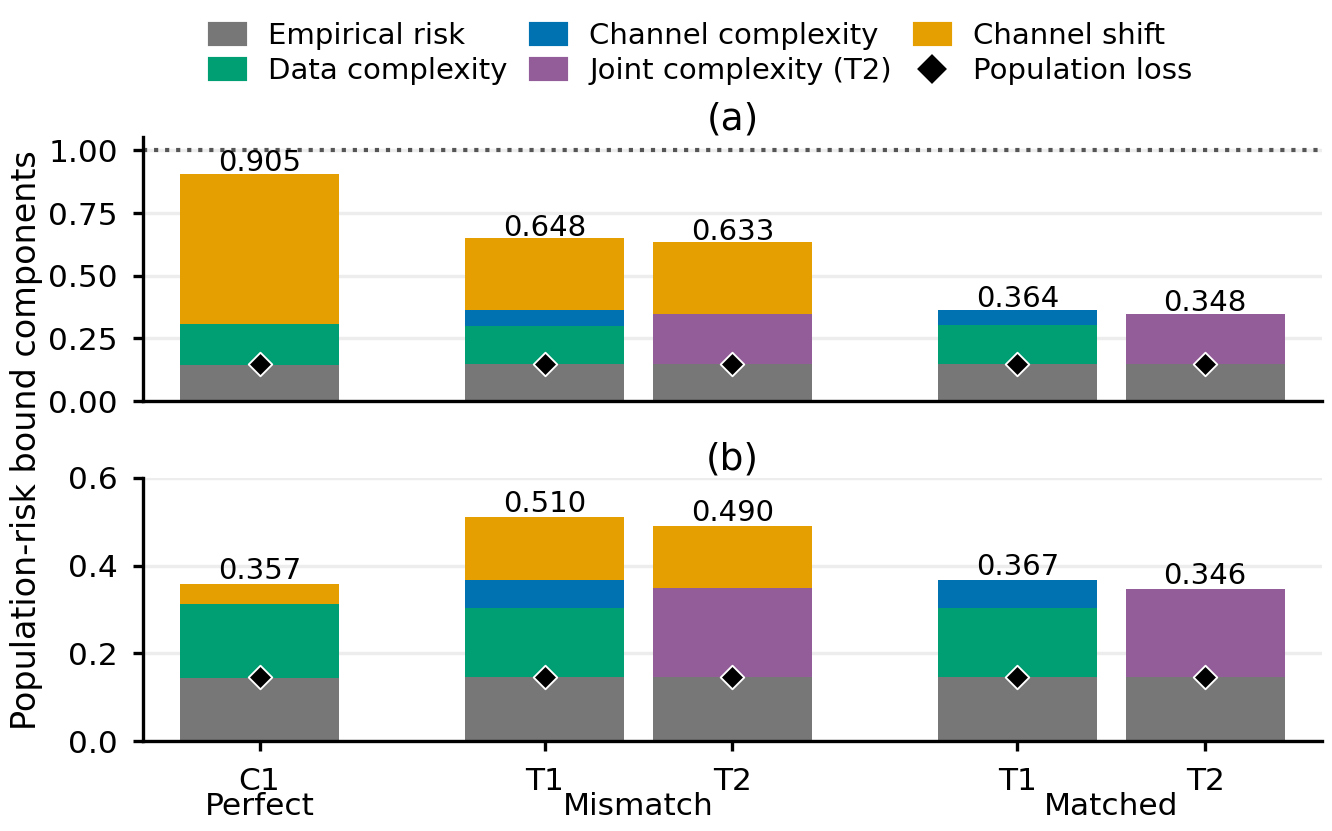 Empirical risk
Data complexity
Channel complexity
Joint complexity (T2)
Channel shift
Population loss
Population-risk bound components
(a)
1.00
0.75
0.50
0.25
0.00
0.905
0.648
0.633
0.364
0.348
(b)
0.6
0.4
0.2
0.0
0.357
0.510
0.490
0.367
0.346
C1
T1
T2
T1
T2
Perfect
Mismatch
Matched